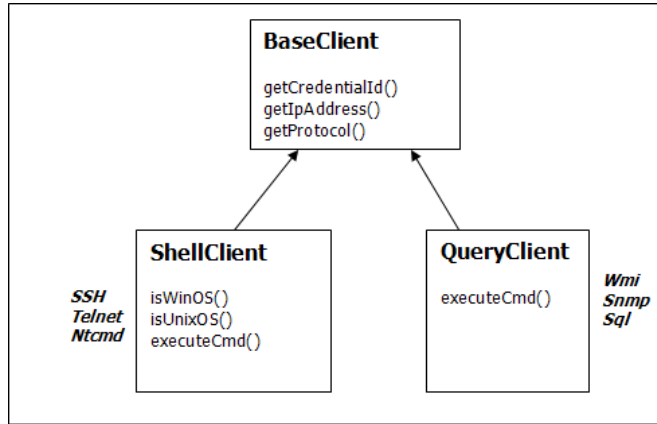 BaseClient
getCredentialId()
getIpAddress()
getProtocol()
SSH
Telnet
Ntcmd
ShellClient
isWinOS()
isUnixOS()
executeCmd()
QueryClient
executeCmd()
Wmi
Snmp
Sql